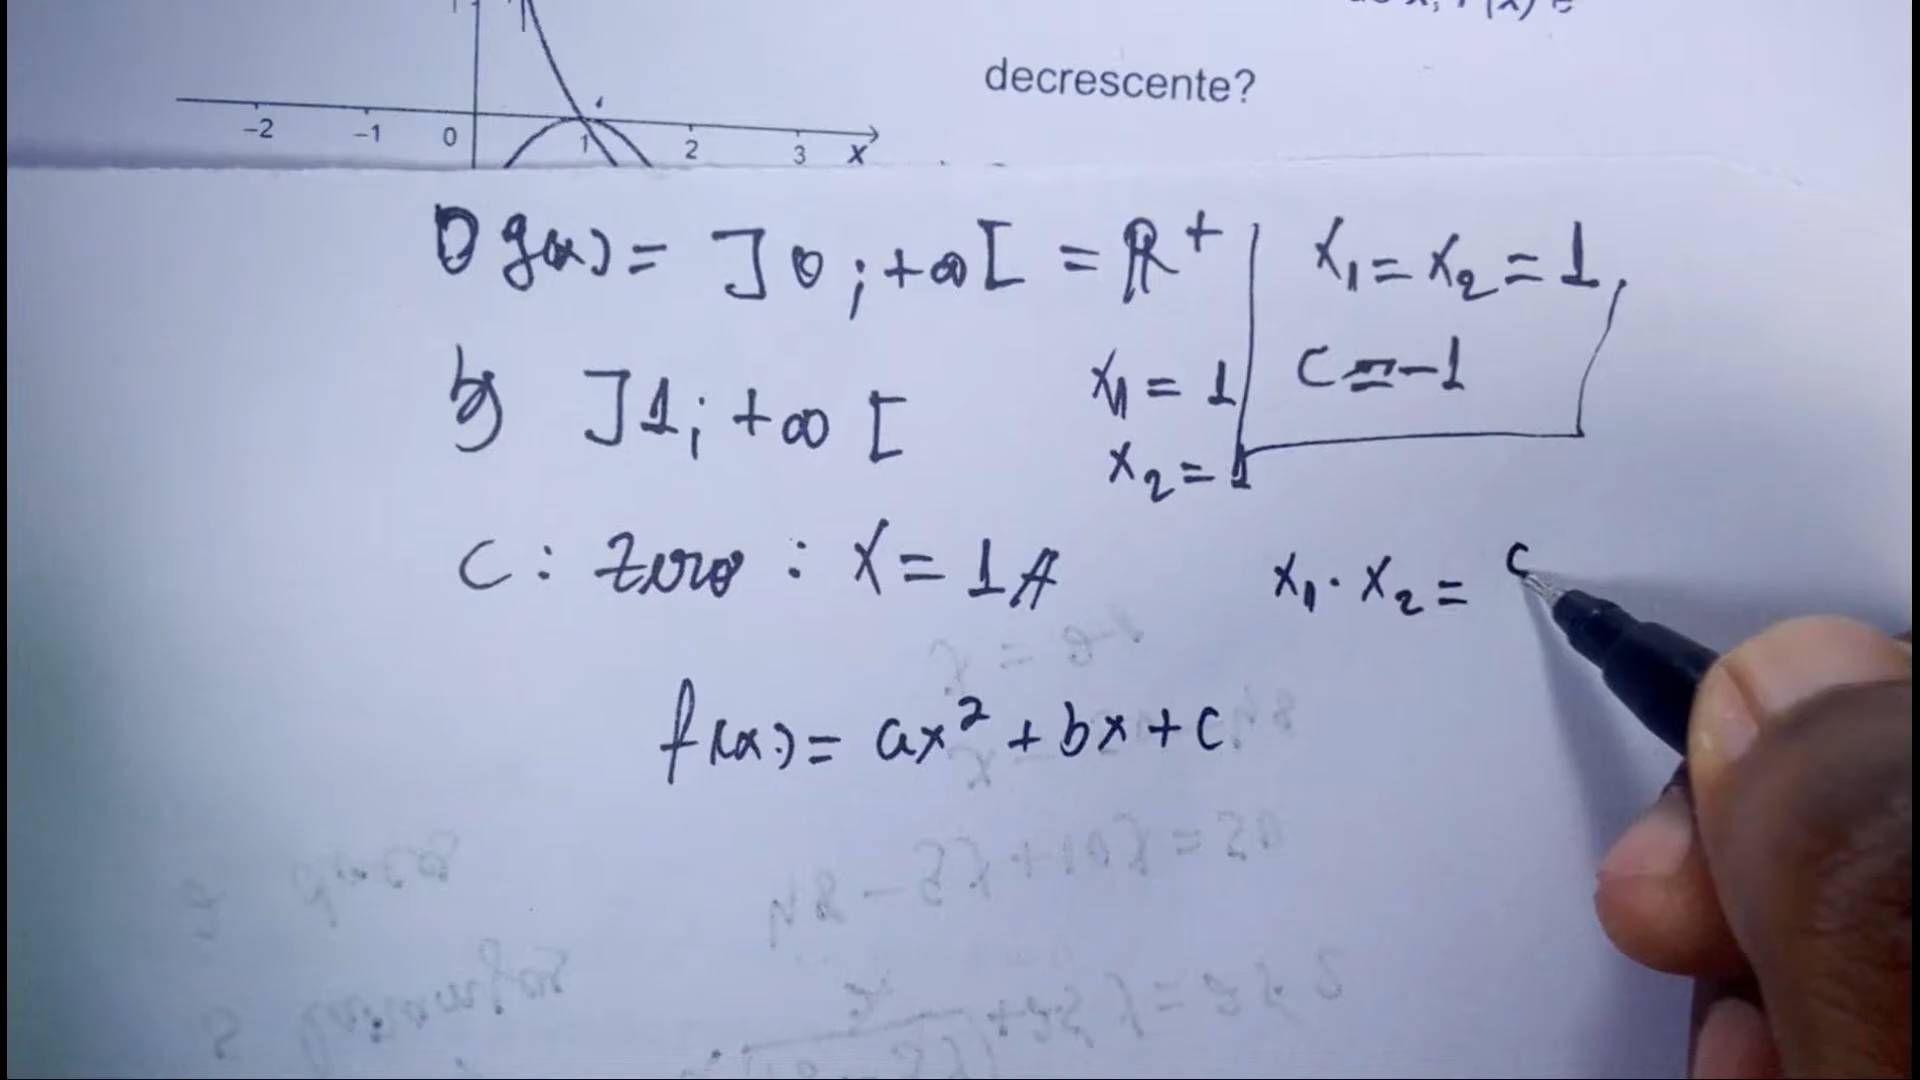 decrescente?
-2 -1 0 1 2 3 x
D g(x) = ]0 ; +∞[ = R⁺
x₁ = x₂ = 1,
c = -1
b) ]1 ; +∞ [
x₁ = 1
x₂ = 1
C : Zero : X = 1
x₁ · x₂ = c
f(x) = ax² + bx + c